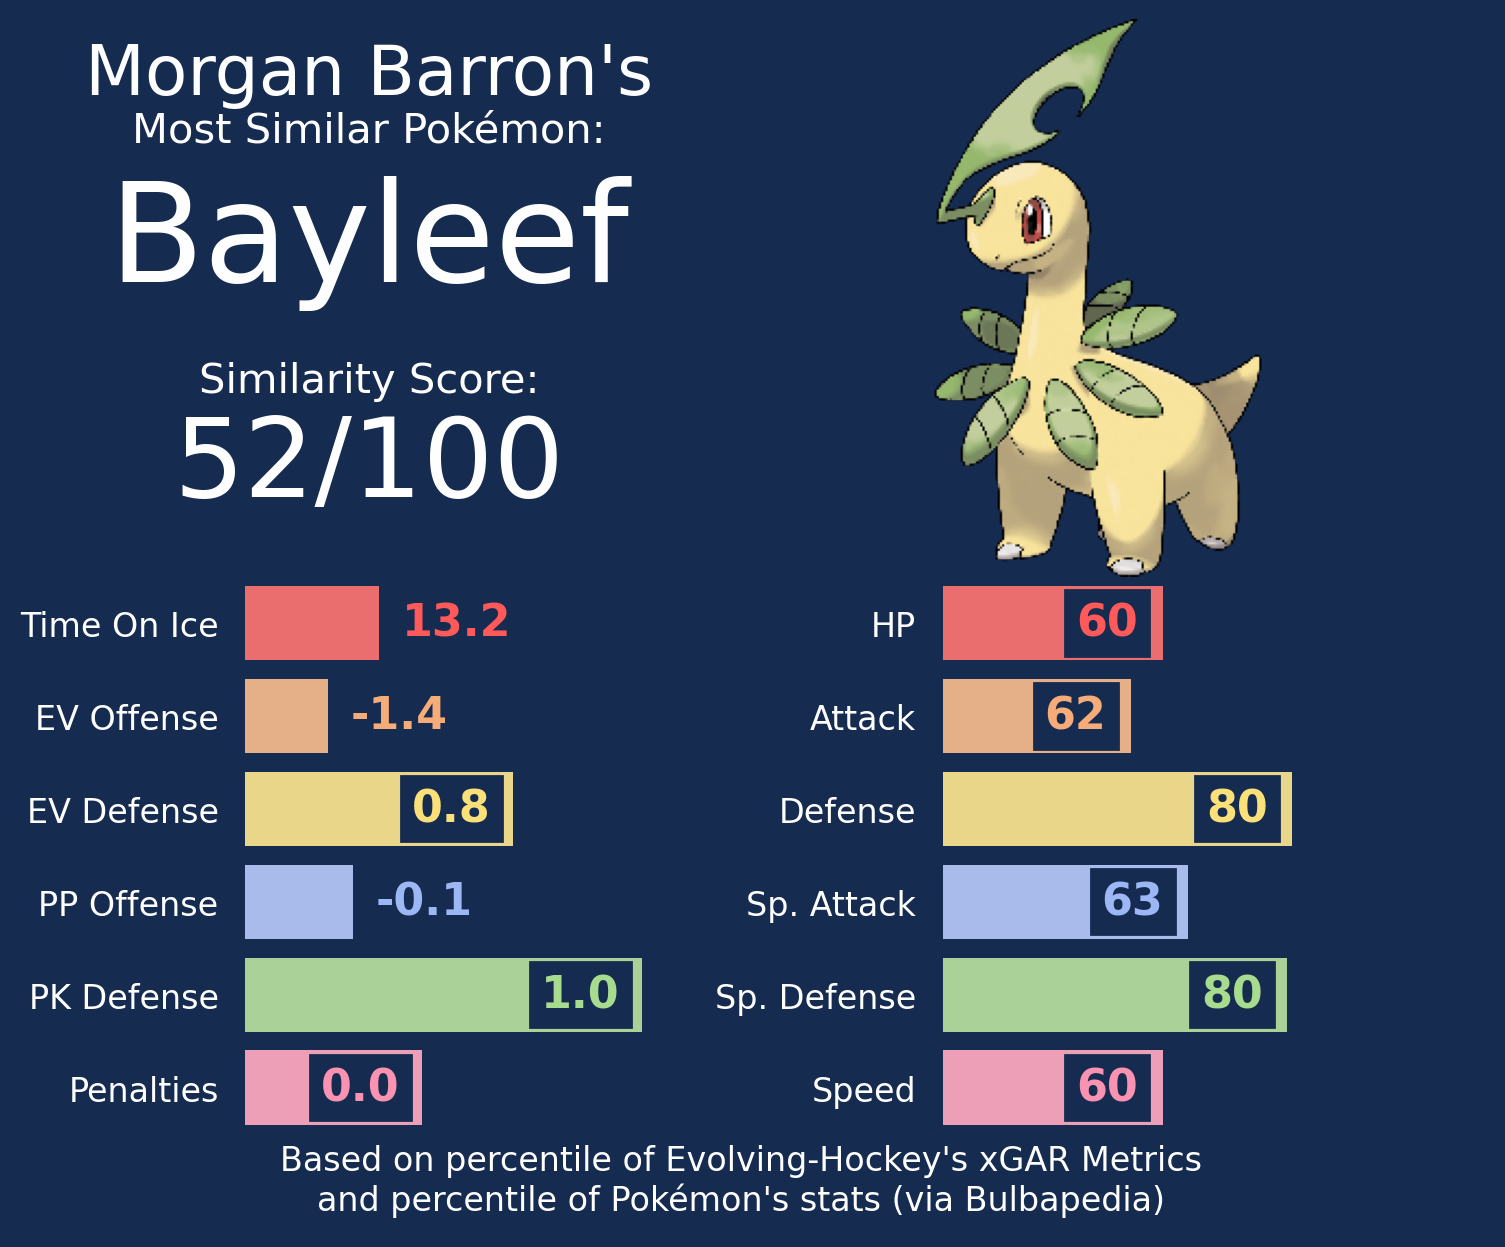 Morgan Barron's
Most Similar Pokémon:
Bayleef
Similarity Score:
52/100
Time On Ice 13.2
EV Offense -1.4
EV Defense 0.8
PP Offense -0.1
PK Defense 1.0
Penalties 0.0
HP 60
Attack 62
Defense 80
Sp. Attack 63
Sp. Defense 80
Speed 60
Based on percentile of Evolving-Hockey's xGAR Metrics
and percentile of Pokémon's stats (via Bulbapedia)